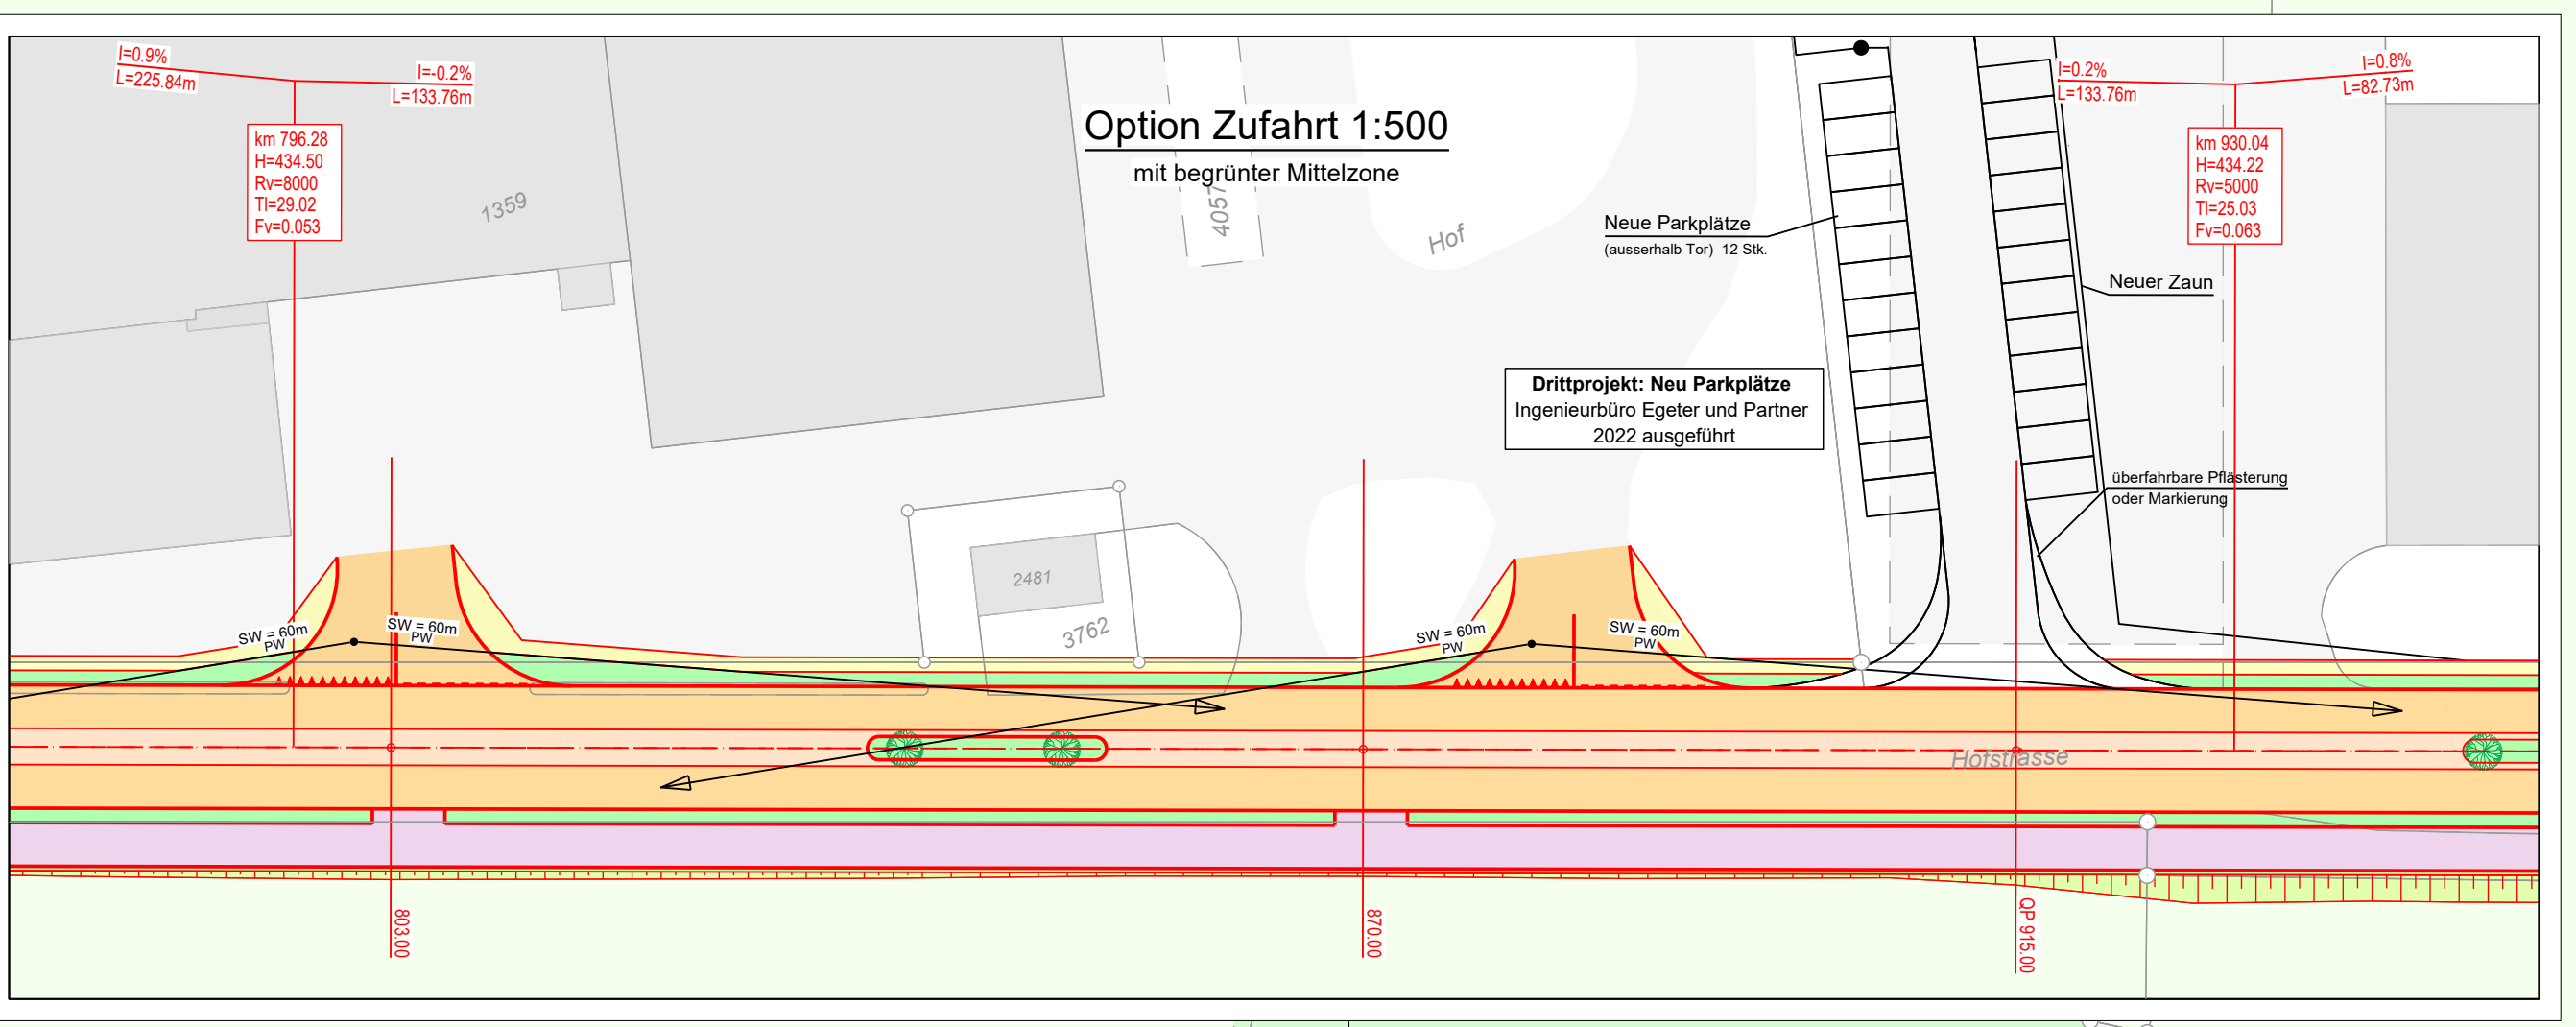 I=0.9%
L=225.84m
I=-0.2%
L=133.76m
km 796.28
H=434.50
Rv=8000
Tl=29.02
Fv=0.053
1359
Option Zufahrt 1:500
mit begrünter Mittelzone
4057
Hof
Neue Parkplätze
(ausserhalb Tor) 12 Stk.
I=0.2%
L=133.76m
I=0.8%
L=82.73m
km 930.04
H=434.22
Rv=5000
Tl=25.03
Fv=0.063
Neuer Zaun
Drittprojekt: Neu Parkplätze
Ingenieurbüro Egeter und Partner
2022 ausgeführt
überfahrbare Pflästerung
oder Markierung
2481
3762
SW = 60m
PW
SW = 60m
PW
SW = 60m
PW
SW = 60m
PW
Hofstrasse
803.00
870.00
QP 915.00